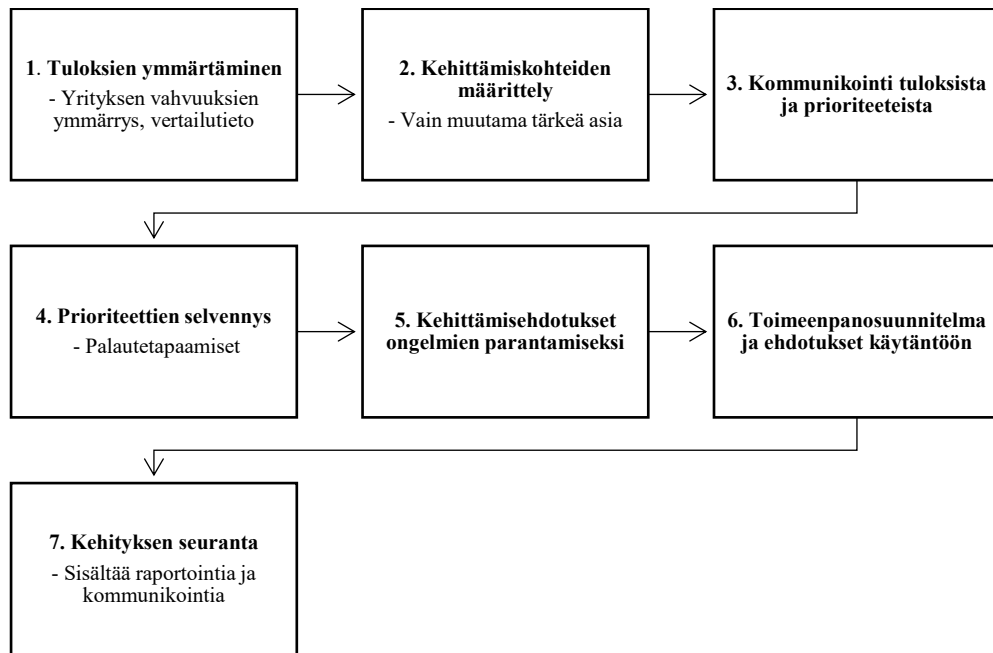 1. Tuloksien ymmärtäminen
- Yrityksen vahvuuksien
ymmärrys, vertailutieto
2. Kehittämiskohteiden
määrittely
- Vain muutama tärkeä asia
3. Kommunikointi tuloksista
ja prioriteeteista
4. Prioriteettien selvennys
- Palautetapaamiset
5. Kehittämisehdotukset
ongelmien parantamiseksi
6. Toimeenpanosuunnitelma
ja ehdotukset käytäntöön
7. Kehityksen seuranta
- Sisältää raportointia ja
kommunikointia